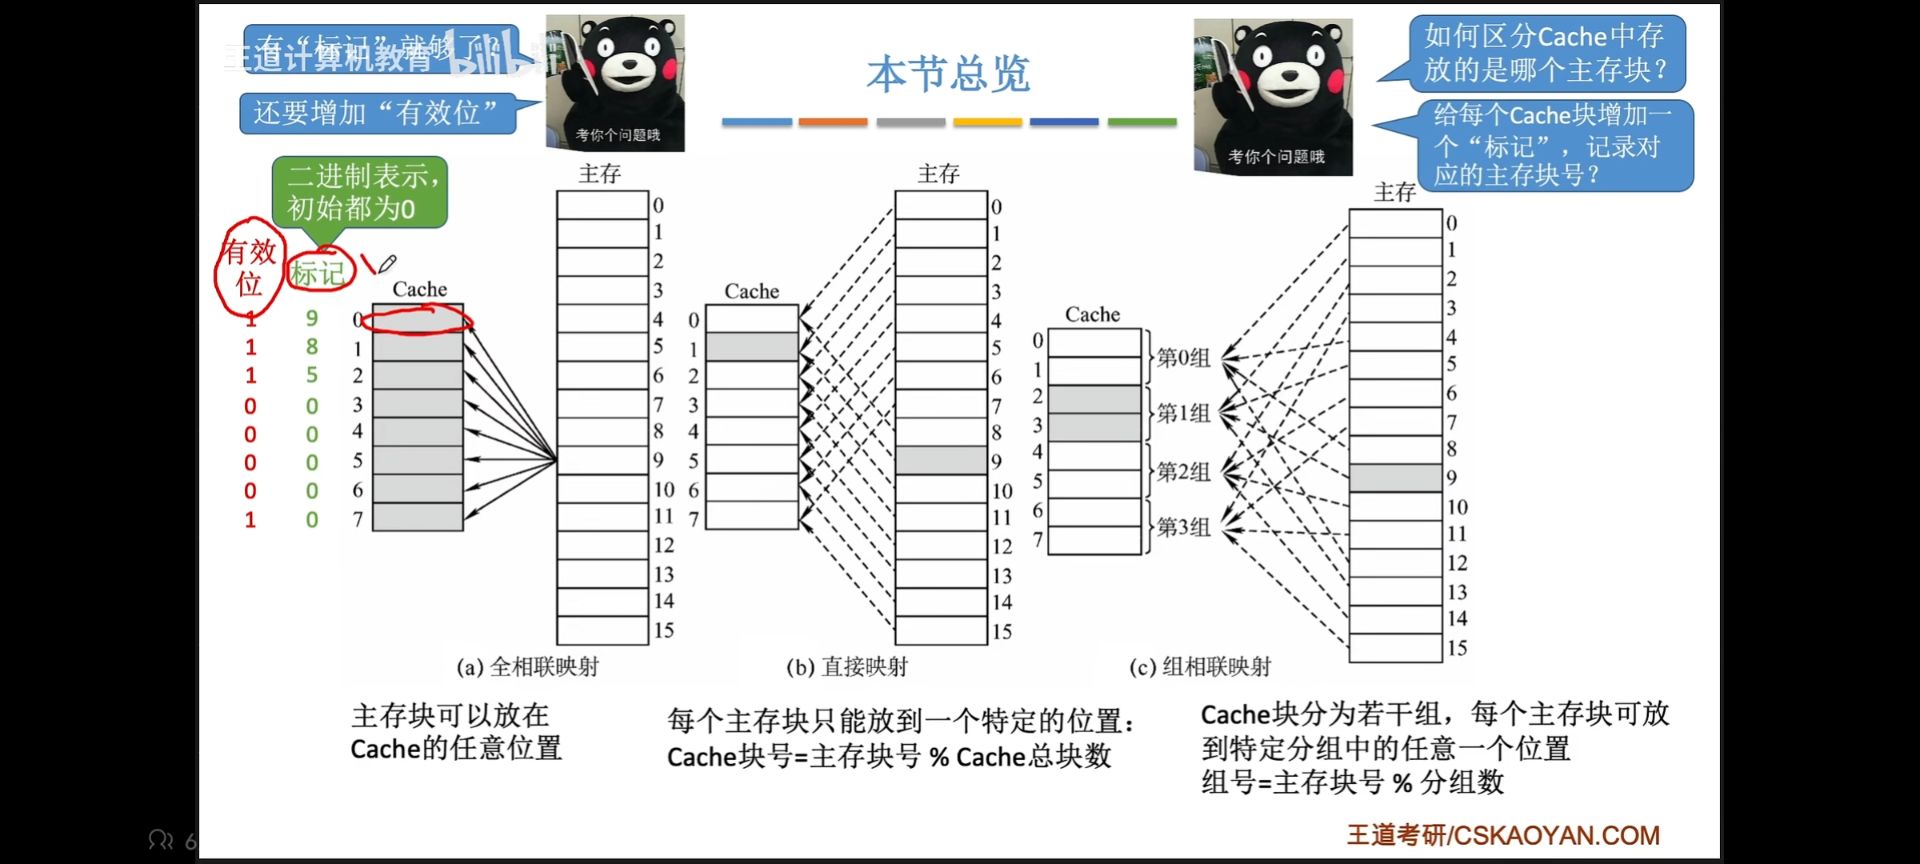 有“标记”就够了？
王道计算机教育
bilibili
还要增加“有效位”
考你个问题哦
本节总览
考你个问题哦
如何区分Cache中存
放的是哪个主存块？
给每个Cache块增加一
个“标记”，记录对
应的主存块号？
二进制表示，
初始都为0
有效
位
标记
Cache
1 9 0
1 8 1
1 5 2
0 0 3
0 0 4
0 0 5
0 0 6
1 0 7
主存
0
1
2
3
4
5
6
7
8
9
10
11
12
13
14
15
(a) 全相联映射
主存块可以放在
Cache的任意位置
Cache
0
1
2
3
4
5
6
7
主存
0
1
2
3
4
5
6
7
8
9
10
11
12
13
14
15
(b) 直接映射
每个主存块只能放到一个特定的位置：
Cache块号=主存块号 % Cache总块数
Cache
0
1
2
3
4
5
6
7
第0组
第1组
第2组
第3组
主存
0
1
2
3
4
5
6
7
8
9
10
11
12
13
14
15
(c) 组相联映射
Cache块分为若干组，每个主存块可放
到特定分组中的任意一个位置
组号=主存块号 % 分组数
王道考研/CSKAOYAN.COM
6